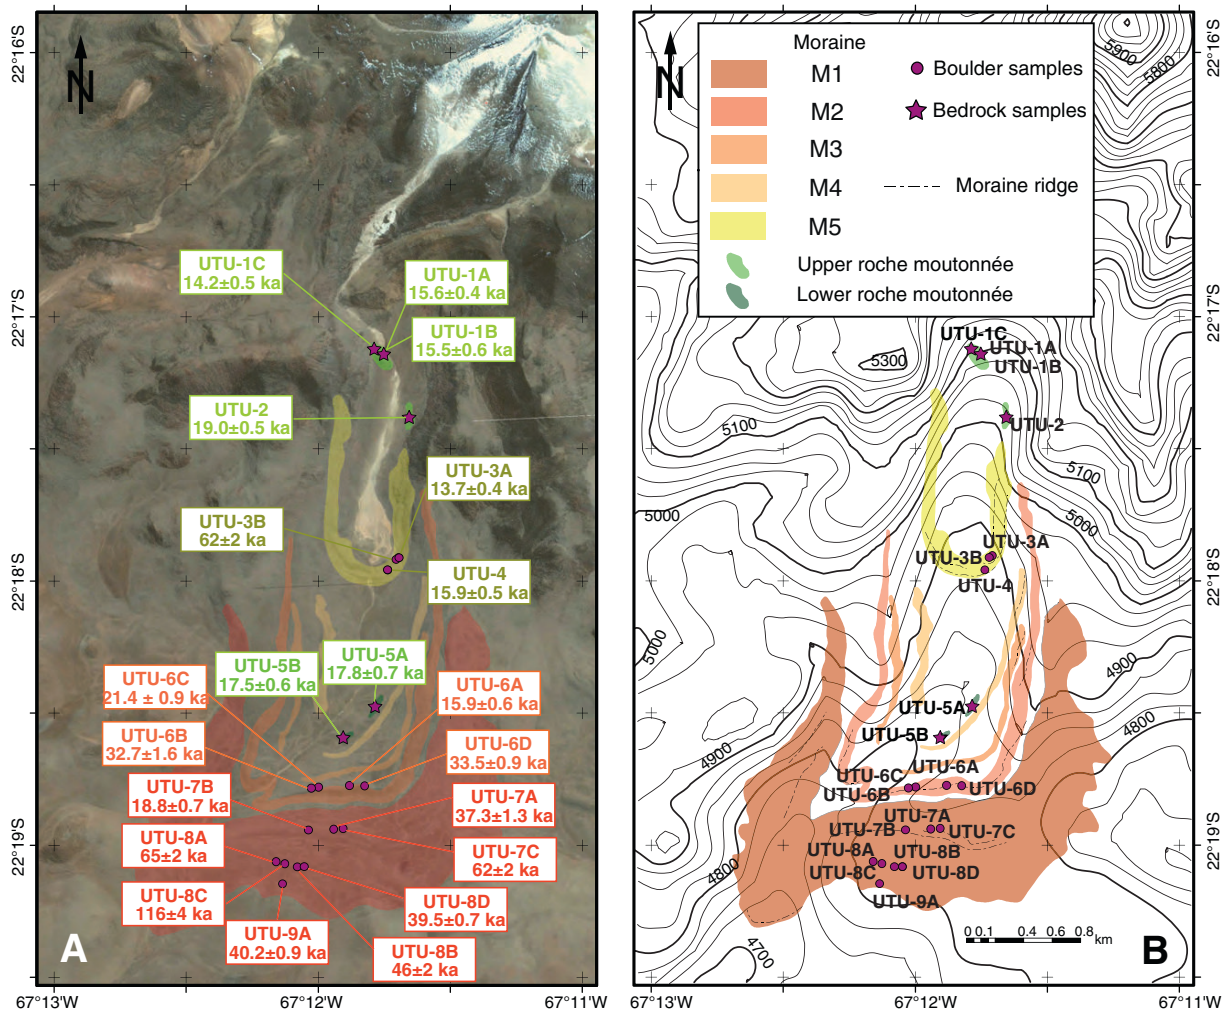 22°16'S
22°17'S
22°18'S
22°19'S
N
UTU-1C
14.2±0.5 ka
UTU-1A
15.6±0.4 ka
UTU-1B
15.5±0.6 ka
UTU-2
19.0±0.5 ka
UTU-3A
13.7±0.4 ka
UTU-3B
62±2 ka
UTU-4
15.9±0.5 ka
UTU-5A
17.8±0.7 ka
UTU-5B
17.5±0.6 ka
UTU-6C
21.4 ± 0.9 ka
UTU-6A
15.9±0.6 ka
UTU-6B
32.7±1.6 ka
UTU-6D
33.5±0.9 ka
UTU-7B
18.8±0.7 ka
UTU-7A
37.3±1.3 ka
UTU-8A
65±2 ka
UTU-7C
62±2 ka
UTU-8C
116±4 ka
UTU-8D
39.5±0.7 ka
UTU-9A
40.2±0.9 ka
UTU-8B
46±2 ka
A
67°13'W
67°12'W
67°11'W
N
Moraine
M1
M2
M3
M4
M5
Boulder samples
Bedrock samples
Moraine ridge
Upper roche moutonnée
Lower roche moutonnée
5900
5800
5300
5100
5100
5000
5000
5000
4900
4900
4800
4800
4700
UTU-1C
UTU-1A
UTU-1B
UTU-2
UTU-3A
UTU-3B
UTU-4
UTU-5A
UTU-5B
UTU-6A
UTU-6C
UTU-6B
UTU-6D
UTU-7A
UTU-7B
UTU-7C
UTU-8A
UTU-8B
UTU-8C
UTU-8D
UTU-9A
0 0.1 0.4 0.6 0.8 km
B
22°16'S
22°17'S
22°18'S
22°19'S
67°13'W
67°12'W
67°11'W